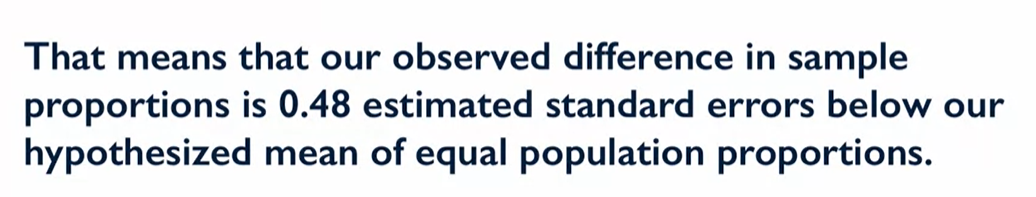 That means that our observed difference in sample
proportions is 0.48 estimated standard errors below our
hypothesized mean of equal population proportions.